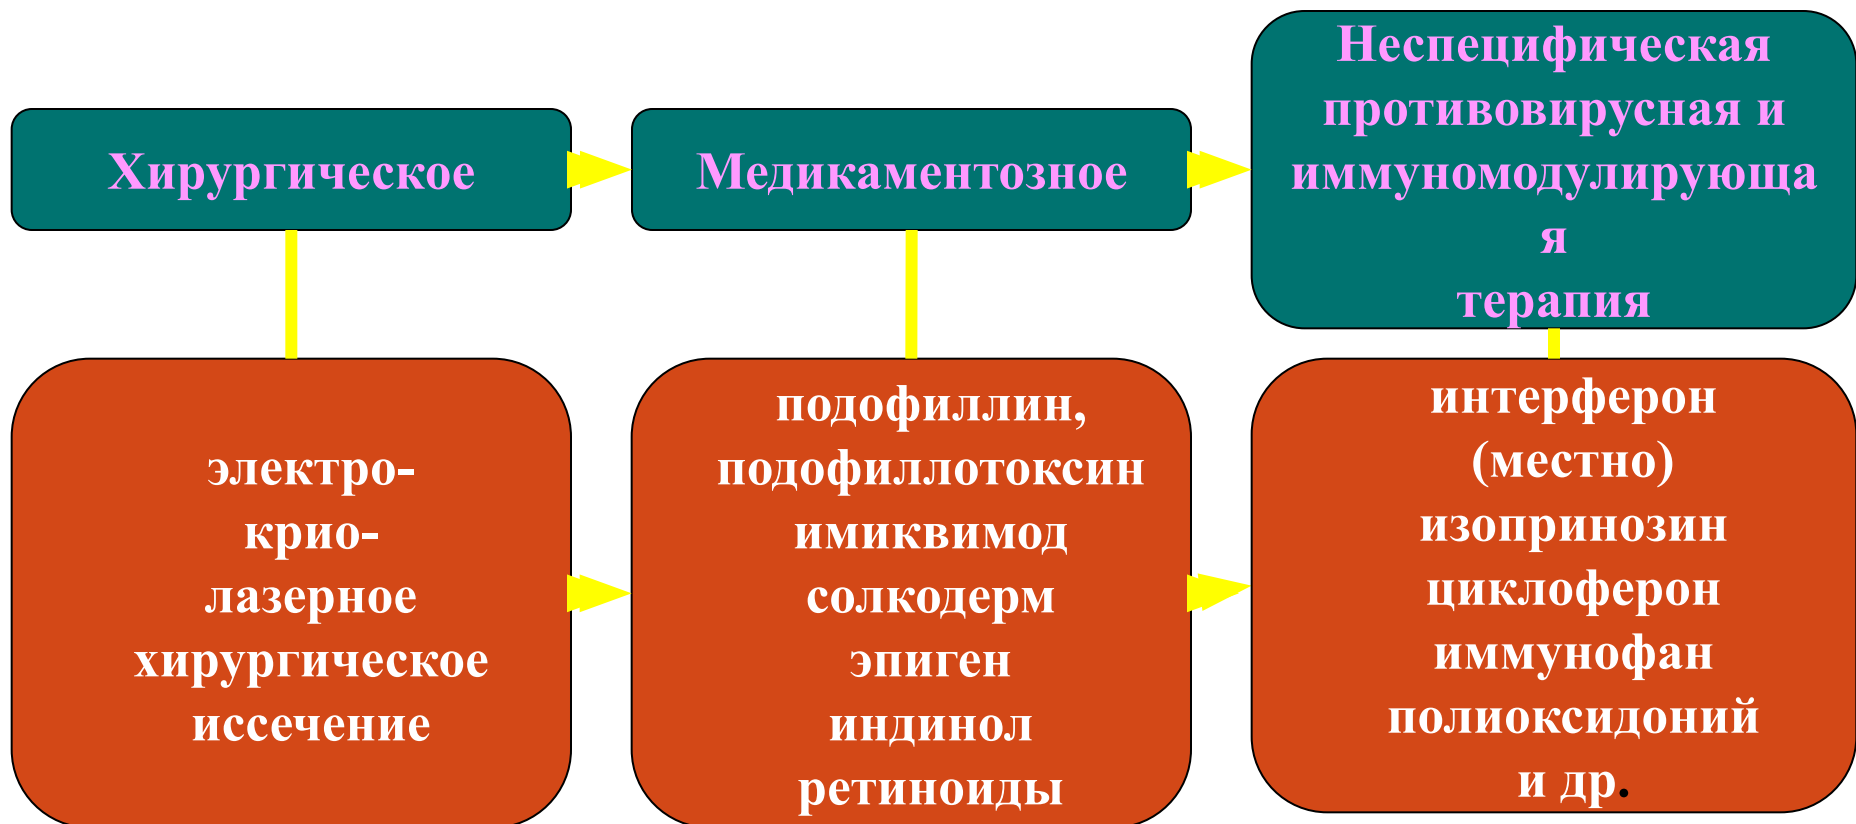 Хирургическое
Медикаментозное
Неспецифическая
противовирусная и
иммуномодулирующа
я
терапия
электро-
крио-
лазерное
хирургическое
иссечение
подофиллин,
подофиллотоксин
имиквимод
солкодерм
эпиген
индинол
ретиноиды
интерферон
(местно)
изопринозин
циклоферон
иммунофан
полиоксидоний
и др.